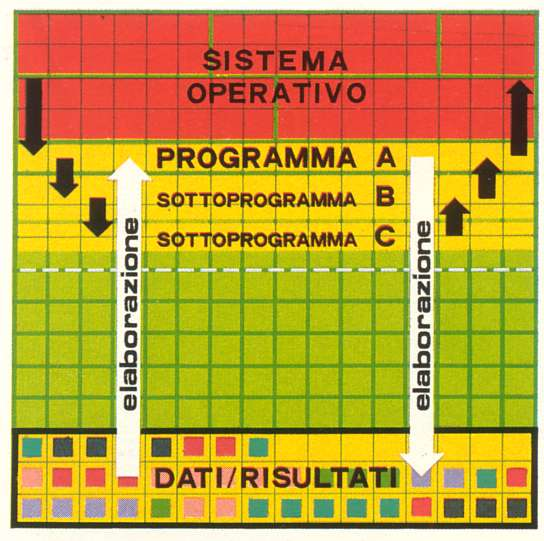 SISTEMA
OPERATIVO
PROGRAMMA A
SOTTOPROGRAMMA B
SOTTOPROGRAMMA C
elaborazione
elaborazione
DATI/RISULTATI